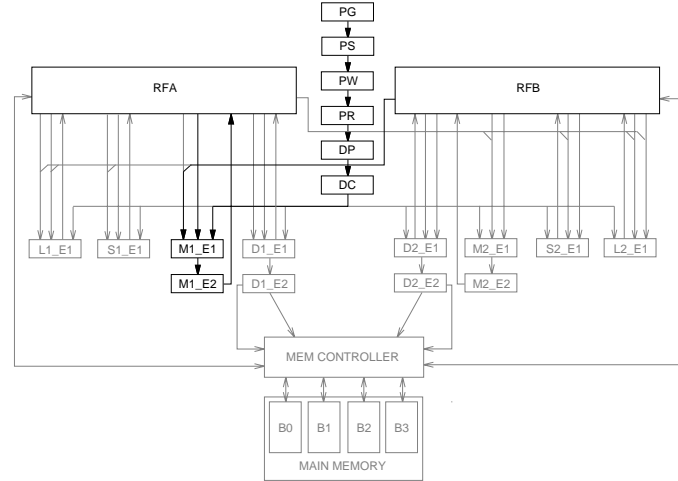 PG
PS
RFA
PW
RFB
PR
DP
DC
L1_E1
S1_E1
M1_E1
D1_E1
D2_E1
M2_E1
S2_E1
L2_E1
M1_E2
D1_E2
D2_E2
M2_E2
MEM CONTROLLER
B0
B1
B2
B3
MAIN MEMORY